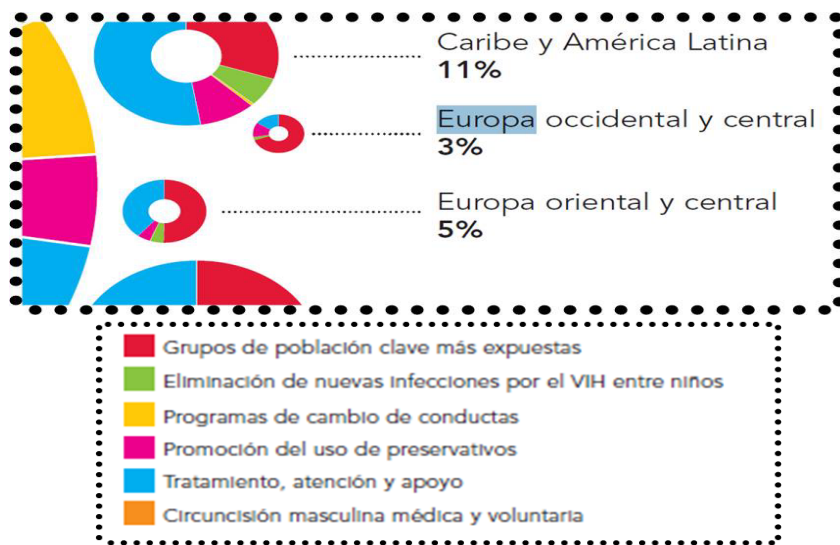 Caribe y América Latina
11%
Europa occidental y central
3%
Europa oriental y central
5%
Grupos de población clave más expuestas
Eliminación de nuevas infecciones por el VIH entre niños
Programas de cambio de conductas
Promoción del uso de preservativos
Tratamiento, atención y apoyo
Circuncisión masculina médica y voluntaria